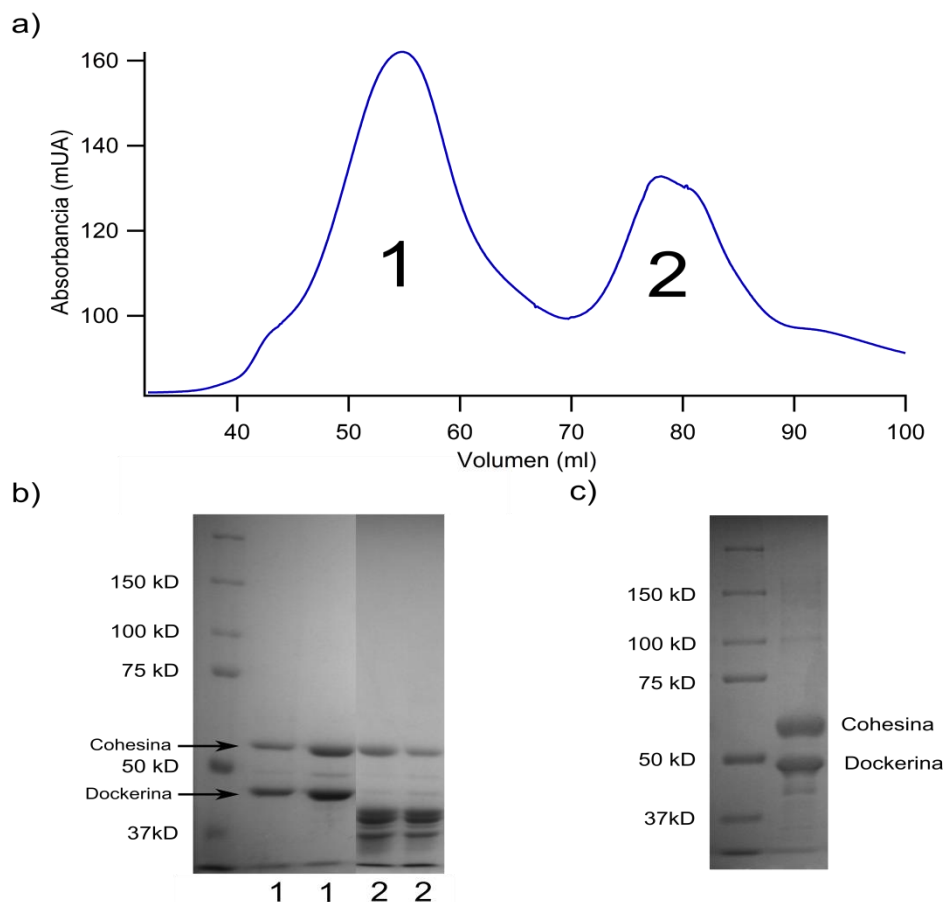 a)
160
140
120
100
Absorbancia (mUA)
1
2
40 50 60 70 80 90 100
Volumen (ml)
b)
150 kD
100 kD
75 kD
Cohesina
50 kD
Dockerina
37kD
1 1 2 2
c)
150 kD
100 kD
75 kD
Cohesina
50 kD
Dockerina
37kD